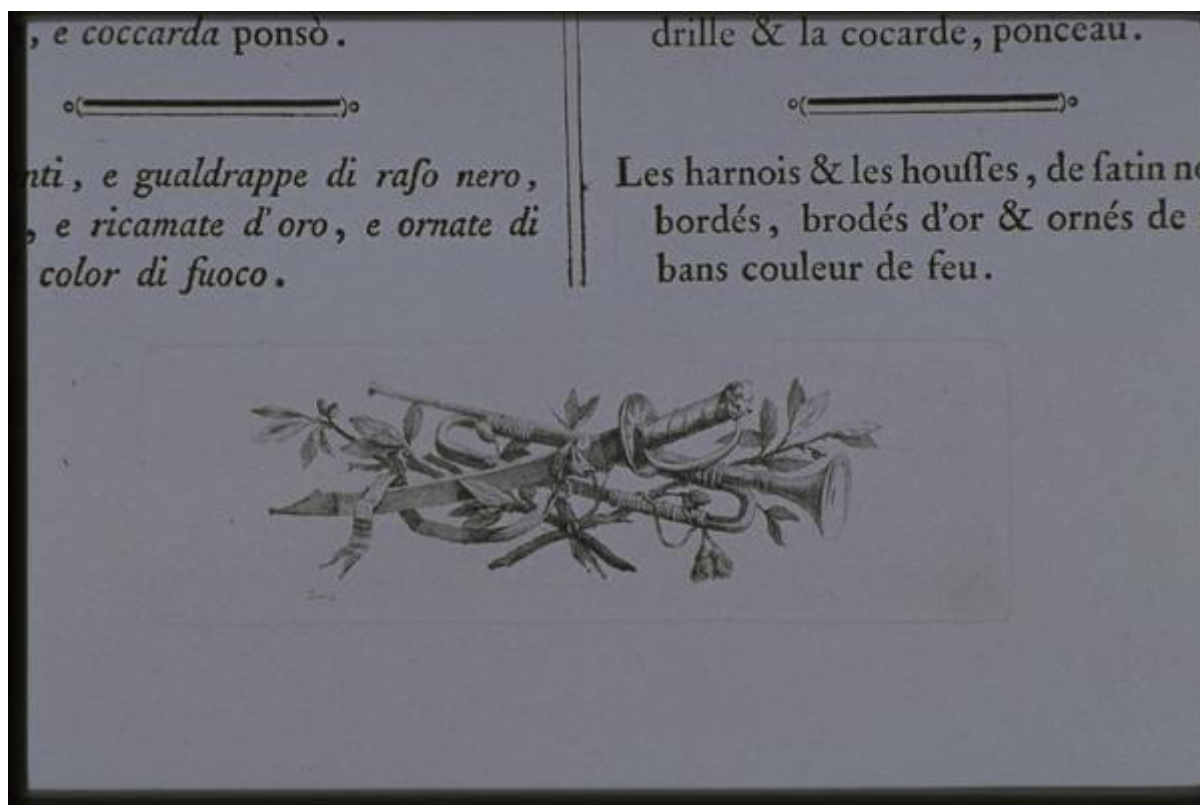 , e coccarda ponsò.
nti, e gualdrappe di raſo nero,
, e ricamate d'oro, e ornate di
color di fuoco.
drille & la cocarde, ponceau.
Les harnois & les houſſes, de ſatin no
bordés, brodés d'or & ornés de
bans couleur de feu.